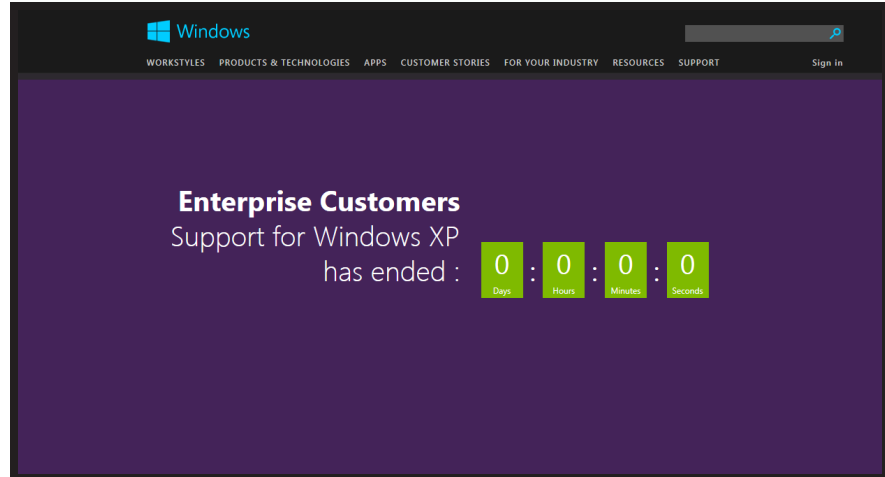 Windows
WORKSTYLES PRODUCTS & TECHNOLOGIES APPS CUSTOMER STORIES FOR YOUR INDUSTRY RESOURCES SUPPORT Sign in
Enterprise Customers
Support for Windows XP
has ended : 0 : 0 : 0 : 0
Days Hours Minutes Seconds